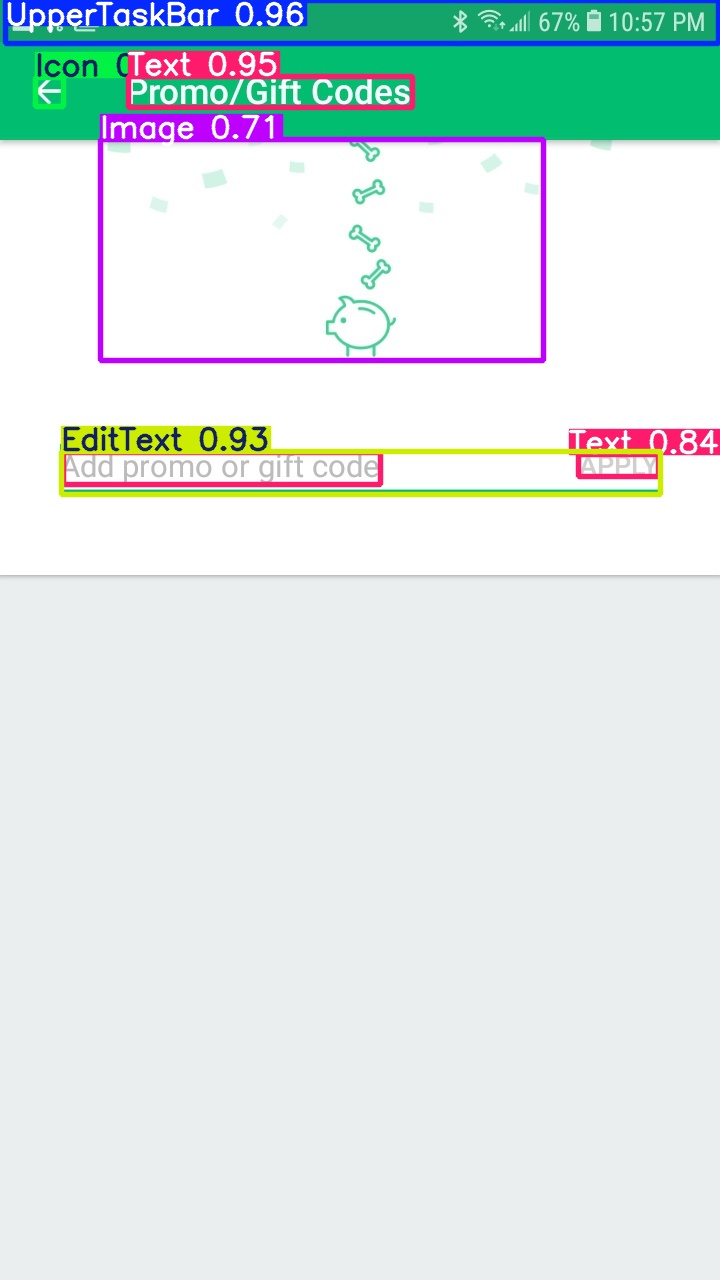 UpperTaskBar 0.96
67% 10:57 PM
Icon 0
Text 0.95
Promo/Gift Codes
Image 0.71
EditText 0.93
Text 0.84
Add promo or gift code
APPLY